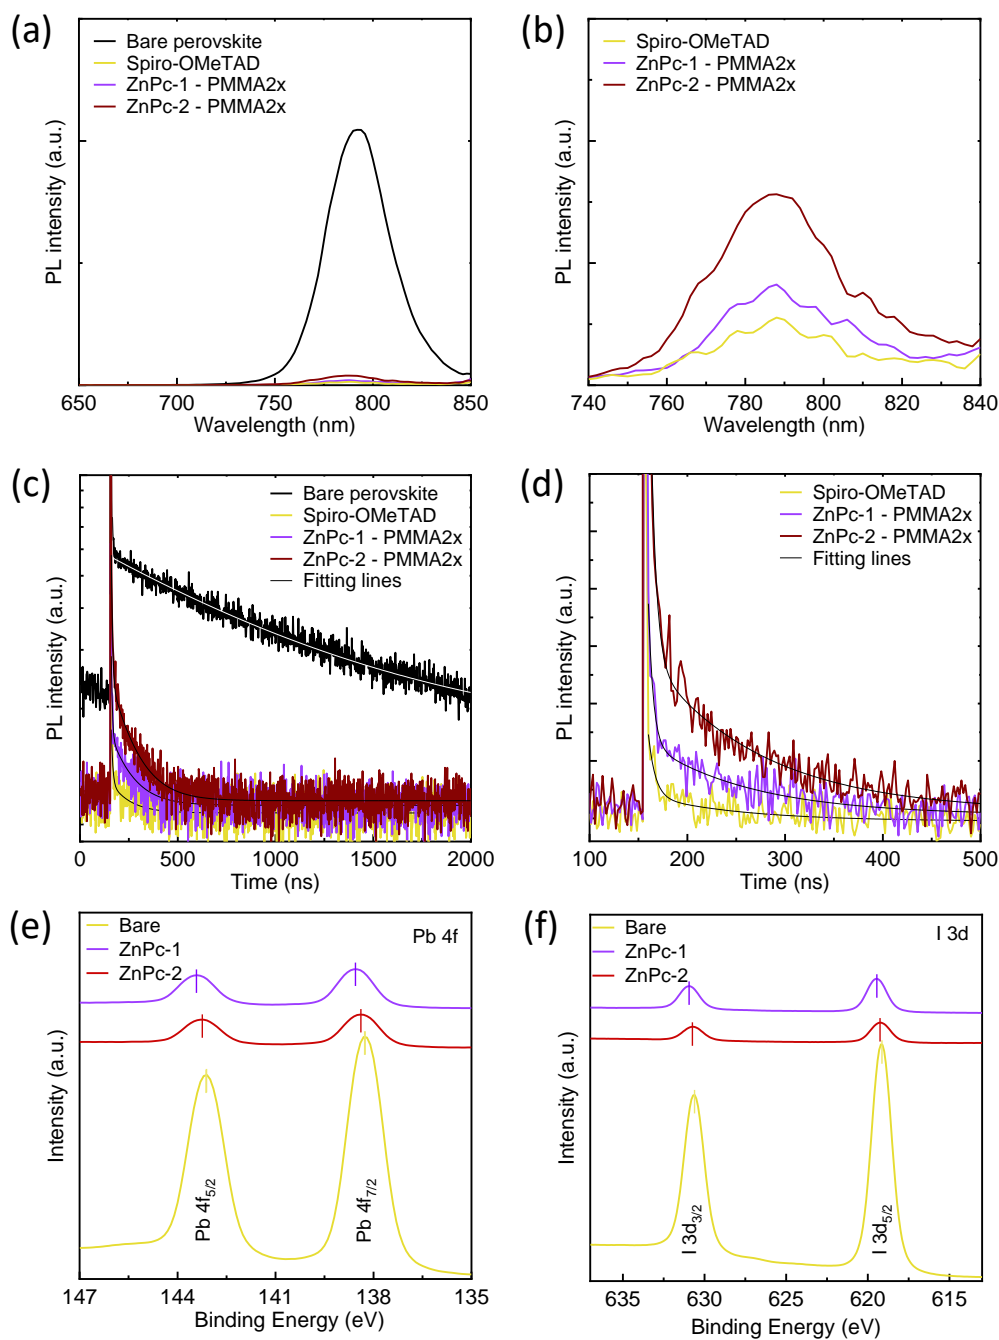 (a)
Bare perovskite
Spiro-OMeTAD
ZnPc-1 - PMMA2x
ZnPc-2 - PMMA2x
PL intensity (a.u.)
650 700 750 800 850
Wavelength (nm)
(b)
Spiro-OMeTAD
ZnPc-1 - PMMA2x
ZnPc-2 - PMMA2x
PL intensity (a.u.)
740 760 780 800 820 840
Wavelength (nm)
(c)
Bare perovskite
Spiro-OMeTAD
ZnPc-1 - PMMA2x
ZnPc-2 - PMMA2x
Fitting lines
PL intensity (a.u.)
0 500 1000 1500 2000
Time (ns)
(d)
Spiro-OMeTAD
ZnPc-1 - PMMA2x
ZnPc-2 - PMMA2x
Fitting lines
PL intensity (a.u.)
100 200 300 400 500
Time (ns)
(e)
Bare
ZnPc-1
ZnPc-2
Pb 4f
Intensity (a.u.)
Pb 4f5/2
Pb 4f7/2
147 143 139 138 135
Binding Energy (eV)
(f)
Bare
ZnPc-1
ZnPc-2
I 3d
Intensity (a.u.)
I 3d3/2
I 3d5/2
635 630 625 620 615
Binding Energy (eV)